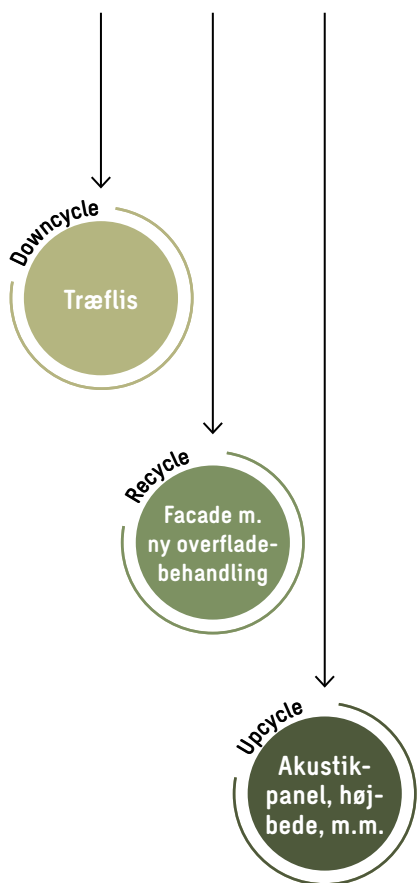 Downcycle
Træflis
Recycle
Facade m.
ny overflade-
behandling
Upcycle
Akustik-
panel, høj-
bede, m.m.